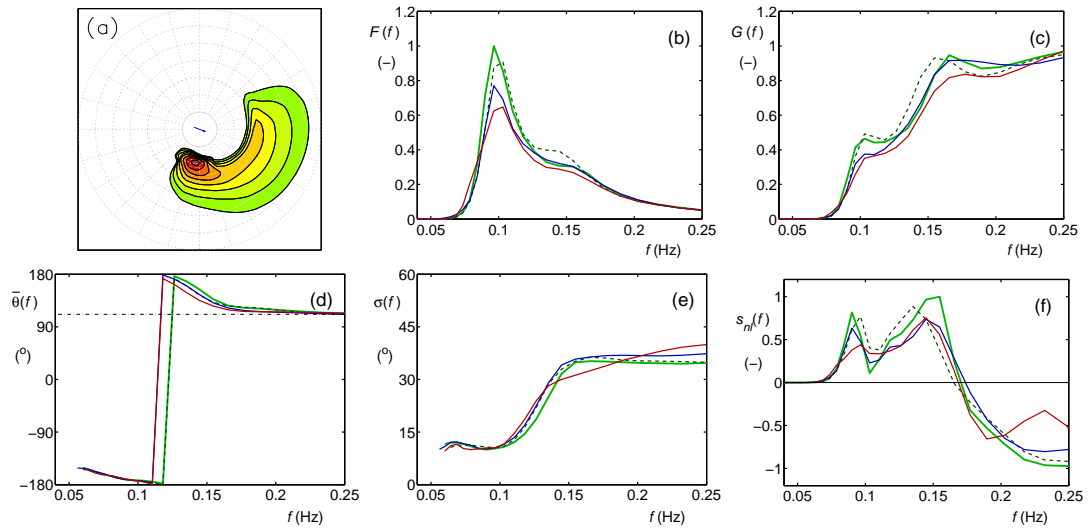 (a)
1.2
1
0.8
0.6
0.4
0.2
0
F (f)
(−)
(b)
0.05 0.1 0.15 0.2 0.25
f (Hz)
1.2
1
0.8
0.6
0.4
0.2
0
G (f)
(−)
(c)
0.05 0.1 0.15 0.2 0.25
f (Hz)
180
90
0
−90
−180
θ̅(f)
(°)
(d)
0.05 0.1 0.15 0.2 0.25
f (Hz)
60
45
30
15
0
σ(f)
(°)
(e)
0.05 0.1 0.15 0.2 0.25
f (Hz)
1
0.5
0
−0.5
−1
s_nl(f)
(−)
(f)
0.05 0.1 0.15 0.2 0.25
f (Hz)